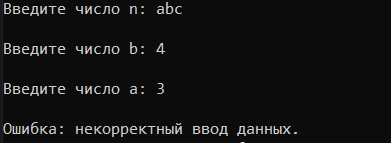 Введите число n: abc
Введите число b: 4
Введите число a: 3
Ошибка: некорректный ввод данных.